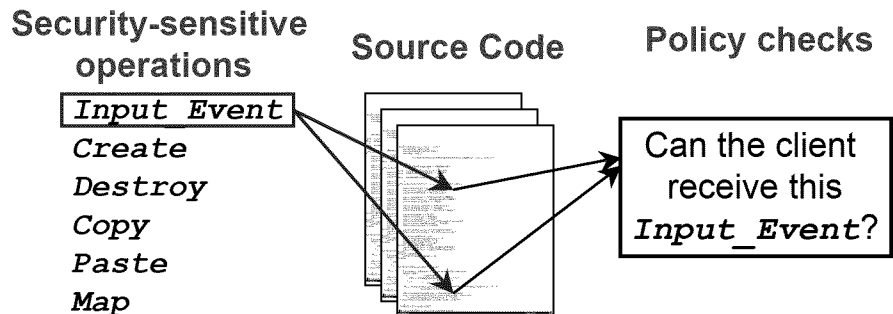 Security-sensitive
operations
Source Code
Policy checks
Input_Event
Create
Destroy
Copy
Paste
Map
Can the client
receive this
Input_Event?